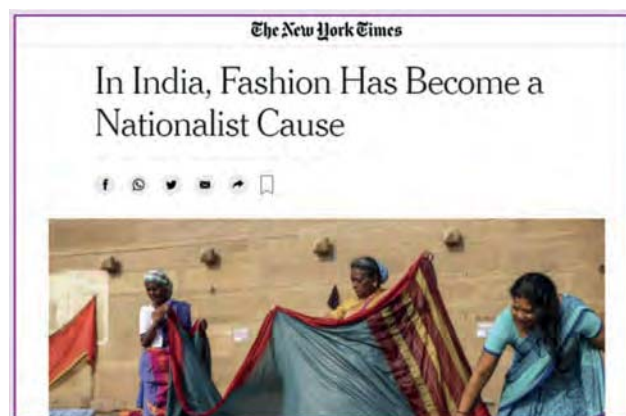 The New York Times
In India, Fashion Has Become a
Nationalist Cause